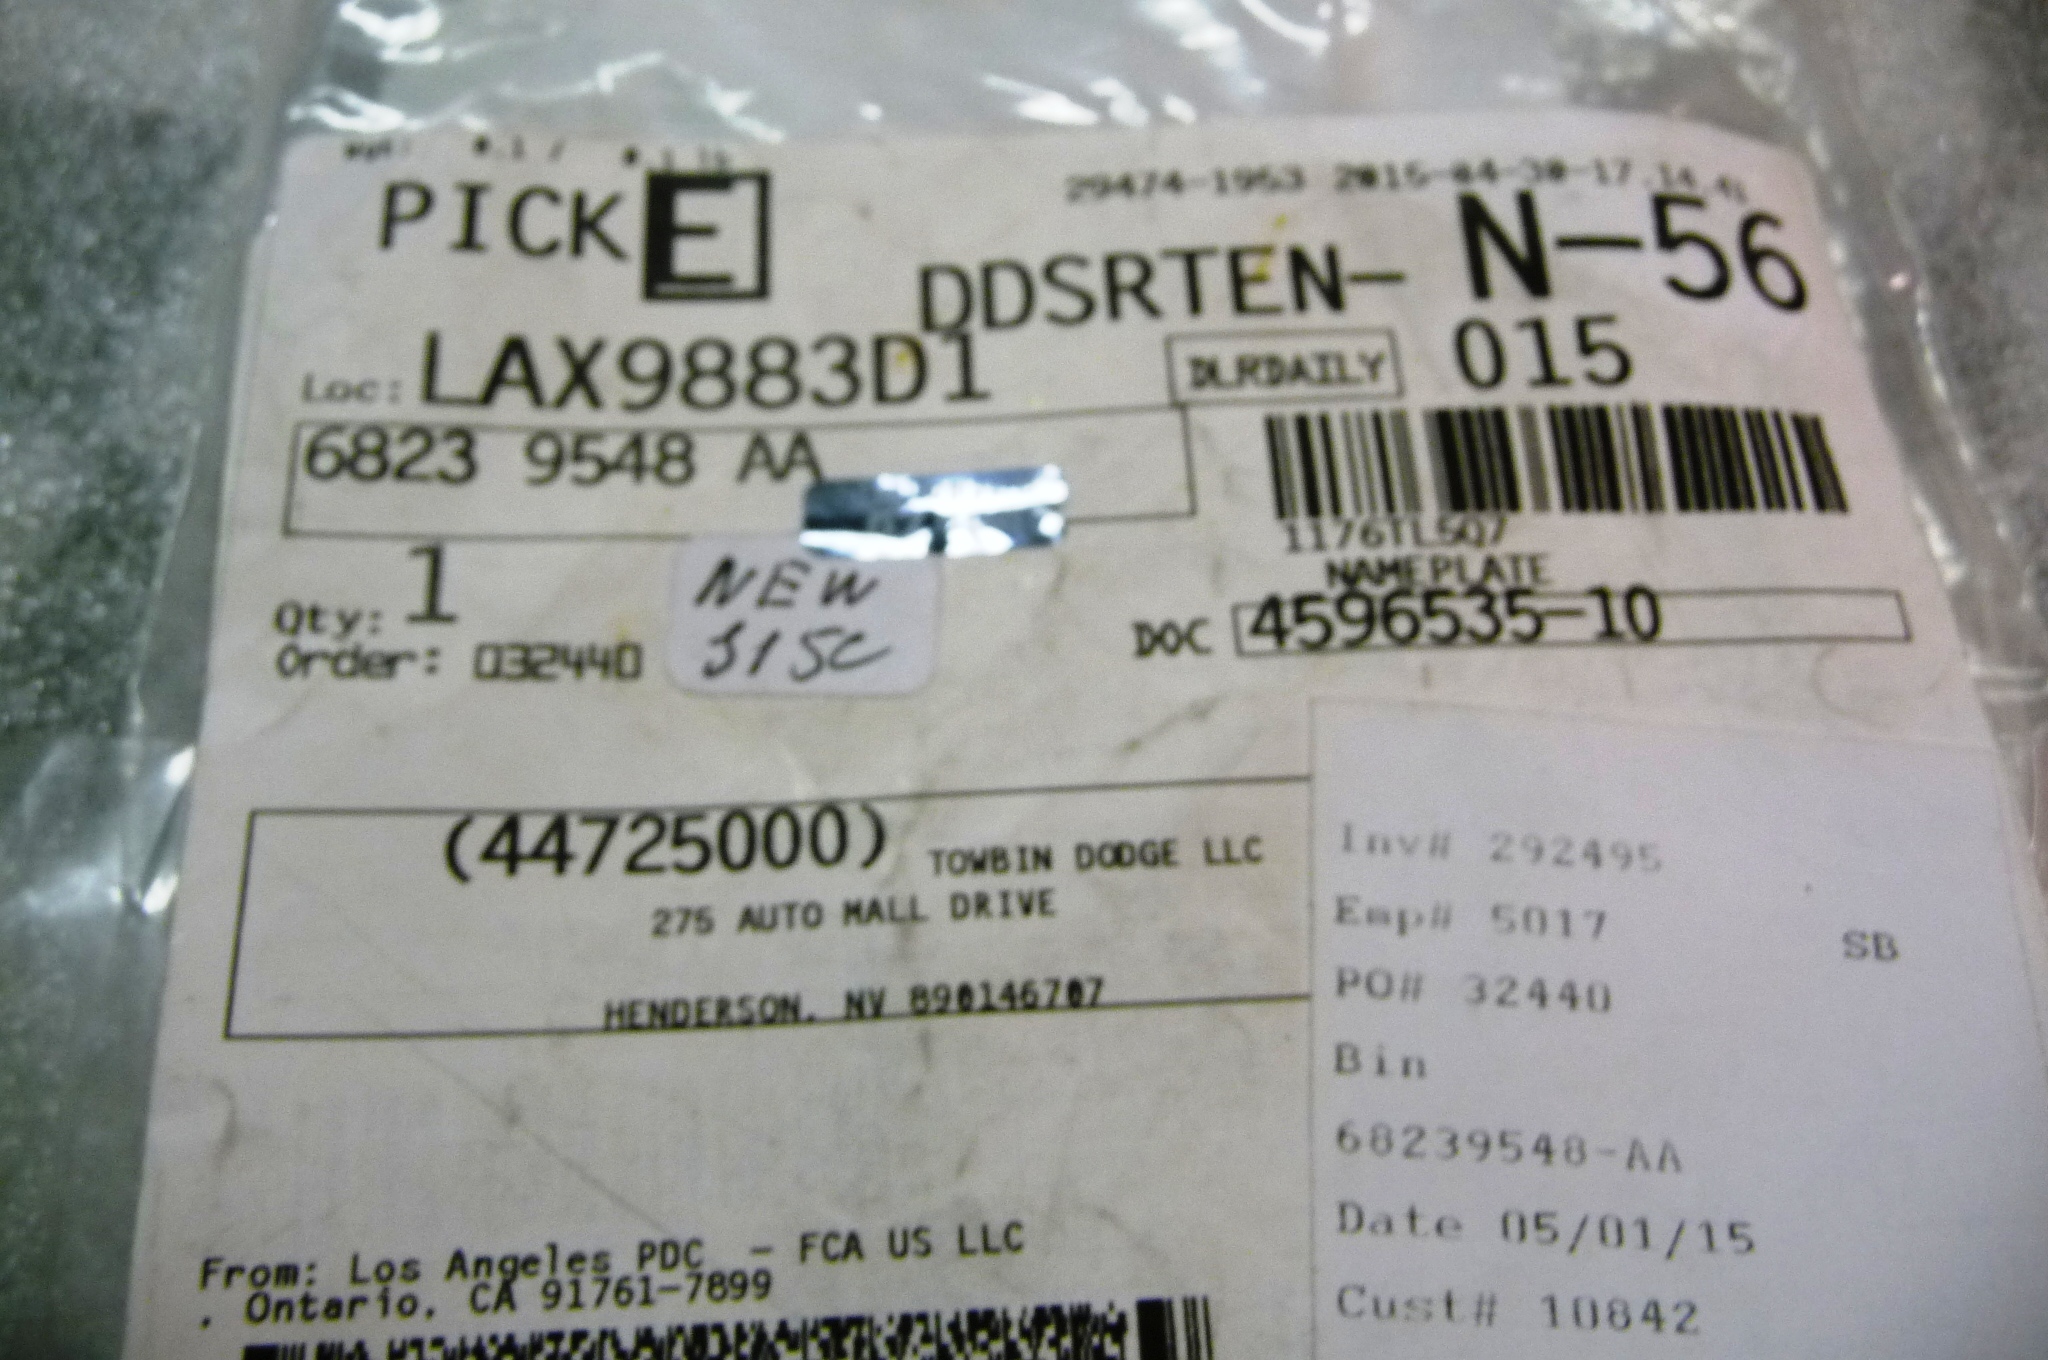 PICK E
29474-1953 2015-04-30-17.14.41
DDSRTEN- N-56
Loc: LAX9883D1
DLRDAILY 015
6823 9548 AA
1176TL5Q7
NAMEPLATE
Qty: 1
NEW
DOC 4596535-10
Order: 032440
(44725000) TOWBIN DODGE LLC
275 AUTO MALL DRIVE
HENDERSON, NV 890146707
Inv# 292495
Emp# 5017
SB
PO# 32440
Bin
68239548-AA
Date 05/01/15
Cust# 10842
From: Los Angeles PDC - FCA US LLC
. Ontario, CA 91761-7899